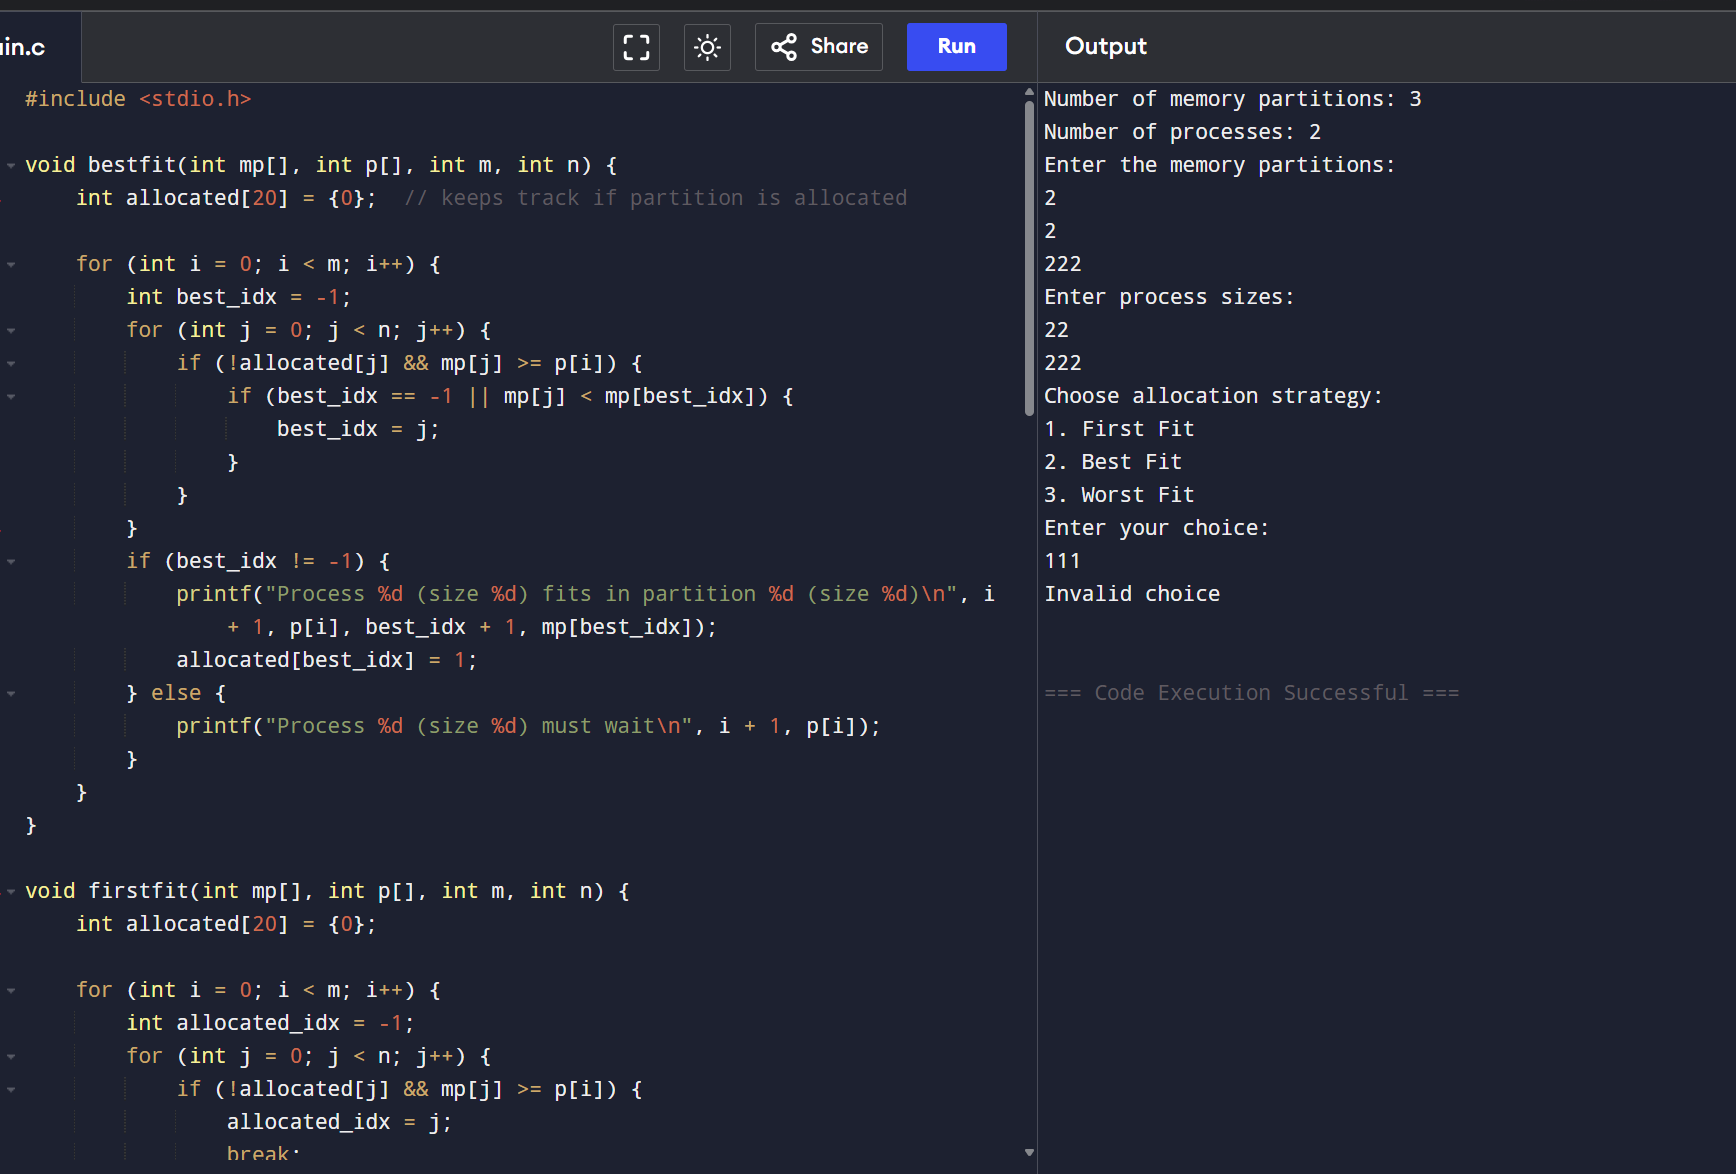 in.c
Share
Run
Output
#include <stdio.h>
void bestfit(int mp[], int p[], int m, int n) {
    int allocated[20] = {0};  // keeps track if partition is allocated
    for (int i = 0; i < m; i++) {
        int best_idx = -1;
        for (int j = 0; j < n; j++) {
            if (!allocated[j] && mp[j] >= p[i]) {
                if (best_idx == -1 || mp[j] < mp[best_idx]) {
                    best_idx = j;
                }
            }
        }
        if (best_idx != -1) {
            printf("Process %d (size %d) fits in partition %d (size %d)\n", i
                + 1, p[i], best_idx + 1, mp[best_idx]);
            allocated[best_idx] = 1;
        } else {
            printf("Process %d (size %d) must wait\n", i + 1, p[i]);
        }
    }
}
void firstfit(int mp[], int p[], int m, int n) {
    int allocated[20] = {0};
    for (int i = 0; i < m; i++) {
        int allocated_idx = -1;
        for (int j = 0; j < n; j++) {
            if (!allocated[j] && mp[j] >= p[i]) {
                allocated_idx = j;
                break;
Number of memory partitions: 3
Number of processes: 2
Enter the memory partitions:
2
2
222
Enter process sizes:
22
222
Choose allocation strategy:
1. First Fit
2. Best Fit
3. Worst Fit
Enter your choice:
111
Invalid choice
=== Code Execution Successful ===